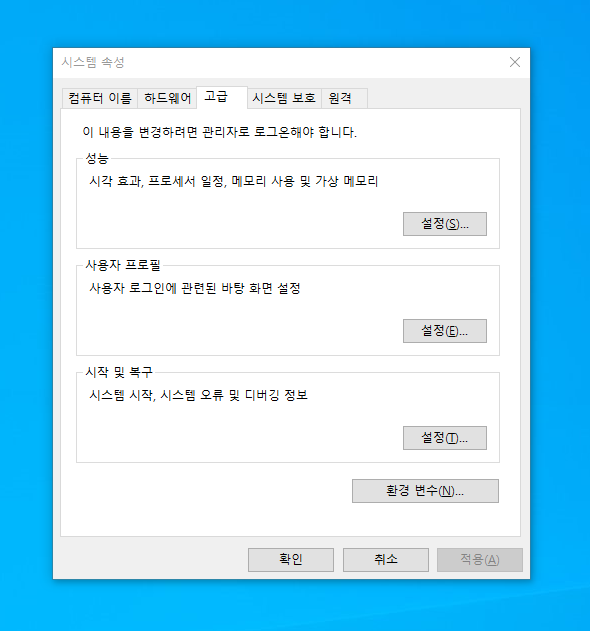 시스템 속성
컴퓨터 이름 하드웨어 고급 시스템 보호 원격
이 내용을 변경하려면 관리자로 로그온해야 합니다.
성능
시각 효과, 프로세서 일정, 메모리 사용 및 가상 메모리
설정(S)...
사용자 프로필
사용자 로그인에 관련된 바탕 화면 설정
설정(E)...
시작 및 복구
시스템 시작, 시스템 오류 및 디버깅 정보
설정(T)...
환경 변수(N)...
확인 취소 적용(A)